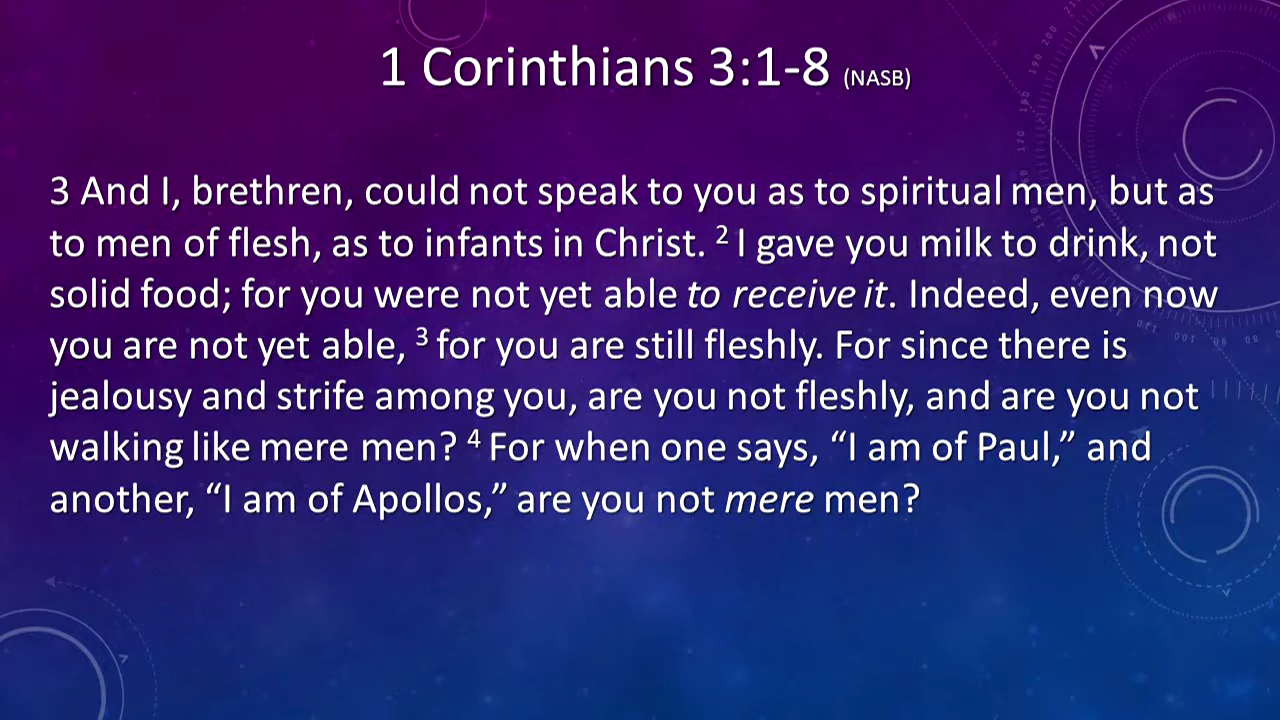 1 Corinthians 3:1-8 (NASB)
3 And I, brethren, could not speak to you as to spiritual men, but as
to men of flesh, as to infants in Christ. 2 I gave you milk to drink, not
solid food; for you were not yet able to receive it. Indeed, even now
you are not yet able, 3 for you are still fleshly. For since there is
jealousy and strife among you, are you not fleshly, and are you not
walking like mere men? 4 For when one says, “I am of Paul,” and
another, “I am of Apollos,” are you not mere men?